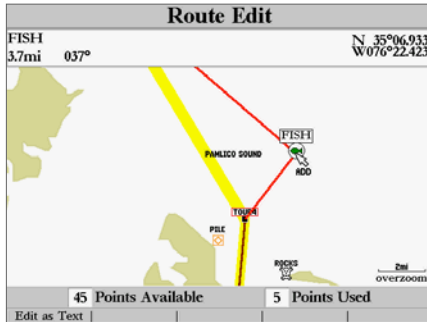 Route Edit
FISH
N 35°06.933
3.7mi 037°
W076°22.423
FISH
PAMLICO SOUND
ADD
PILE
ROCKS
2mi
overzoom
45 Points Available 5 Points Used
Edit as Text